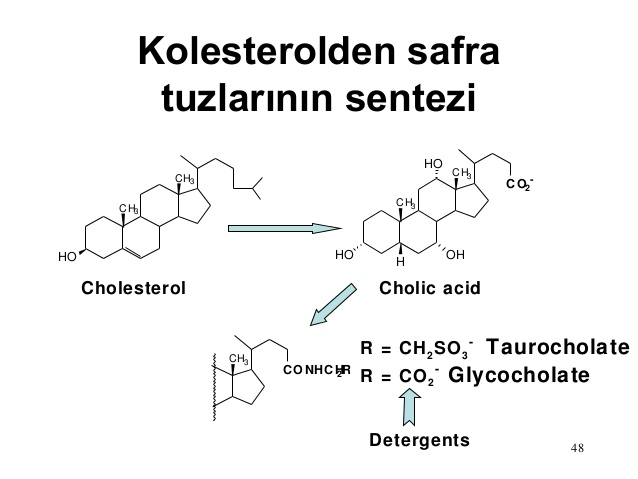 Kolesterolden safra
tuzlarının sentezi
CH3
CH3
HO
Cholesterol
HO
CH3
CH3
CO2-
HO
H
OH
Cholic acid
CH3
CONHCH2R
R = CH2SO3- Taurocholate
R = CO2- Glycocholate
Detergents
48